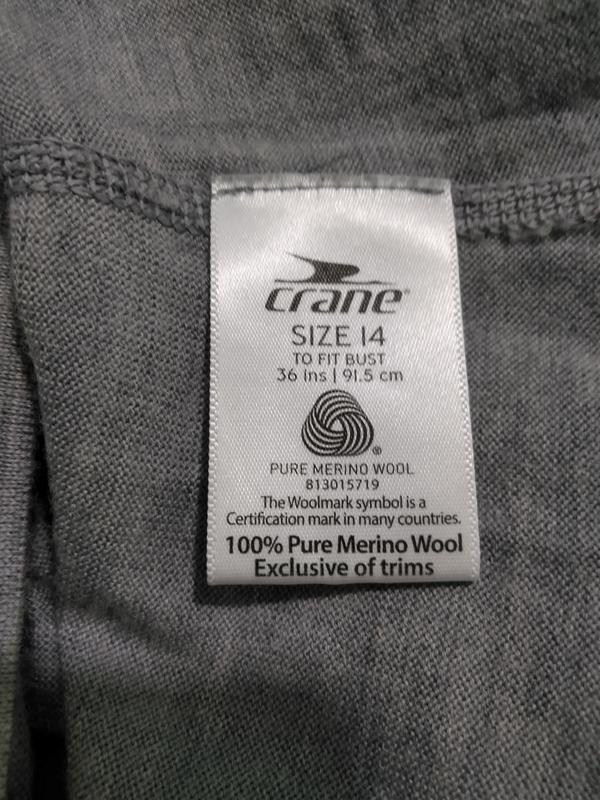 crane®
SIZE 14
TO FIT BUST
36 ins | 91.5 cm
®
PURE MERINO WOOL
813015719
The Woolmark symbol is a
Certification mark in many countries.
100% Pure Merino Wool
Exclusive of trims